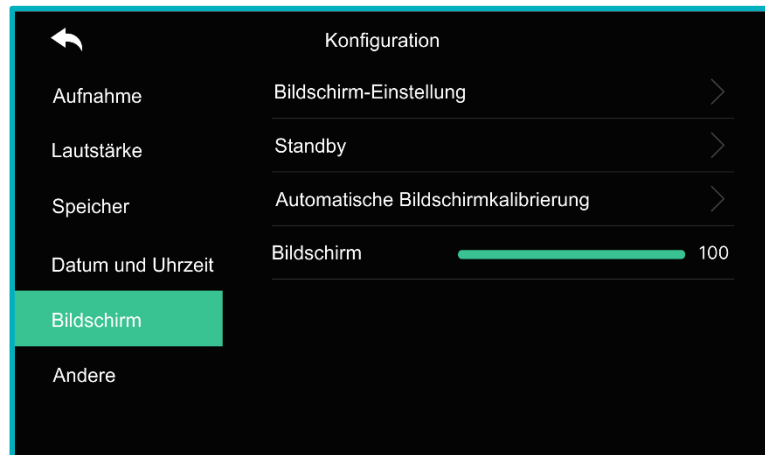 Konfiguration
Aufnahme
Lautstärke
Speicher
Datum und Uhrzeit
Bildschirm
Andere
Bildschirm-Einstellung
Standby
Automatische Bildschirmkalibrierung
Bildschirm 100